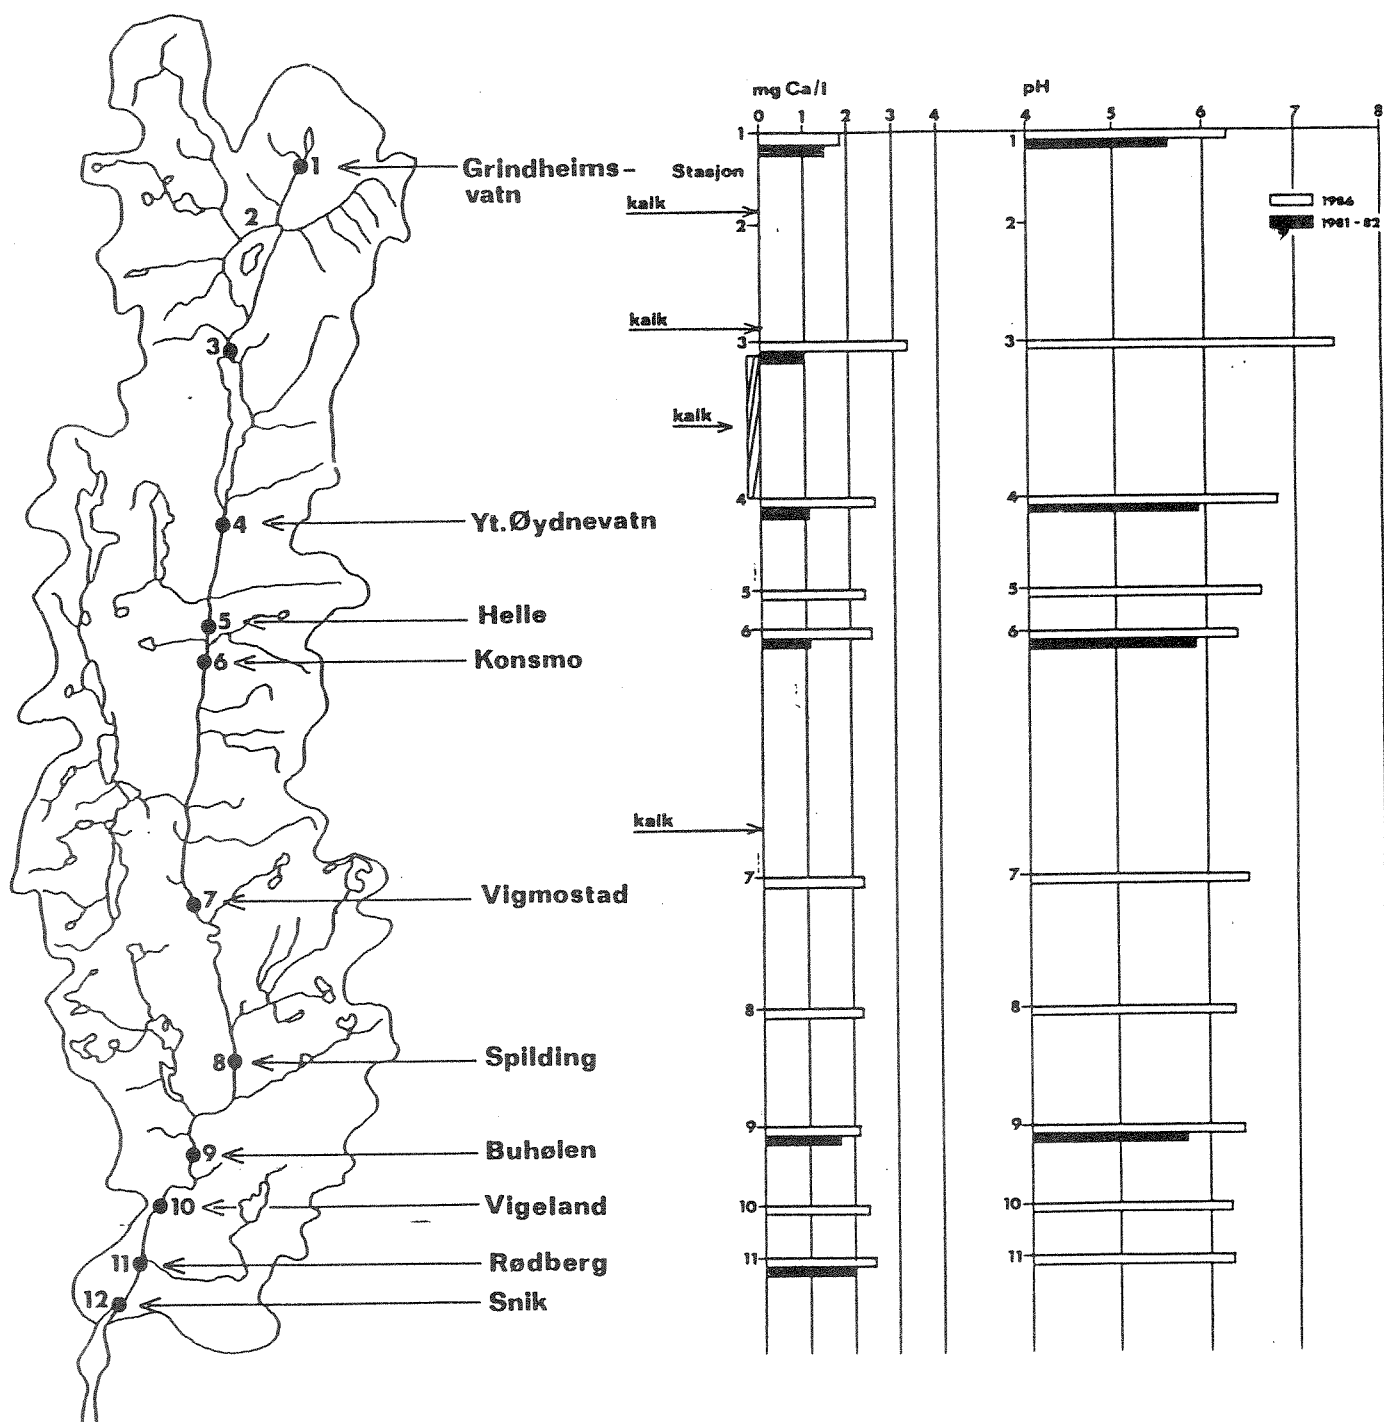 1
Grindheims-
vatn
2
3
4
Yt.Øydnevatn
5
Helle
6
Konsmo
7
Vigmostad
8
Spilding
9
Buhølen
10
Vigeland
11
Rødberg
12
Snik
mg Ca/l
0 1 2 3 4
Stasjon
1
kalk
2
kalk
3
kalk
4
5
6
kalk
7
8
9
10
11
pH
4 5 6 7 8
1
1986
1981-82
2
3
4
5
6
7
8
9
10
11